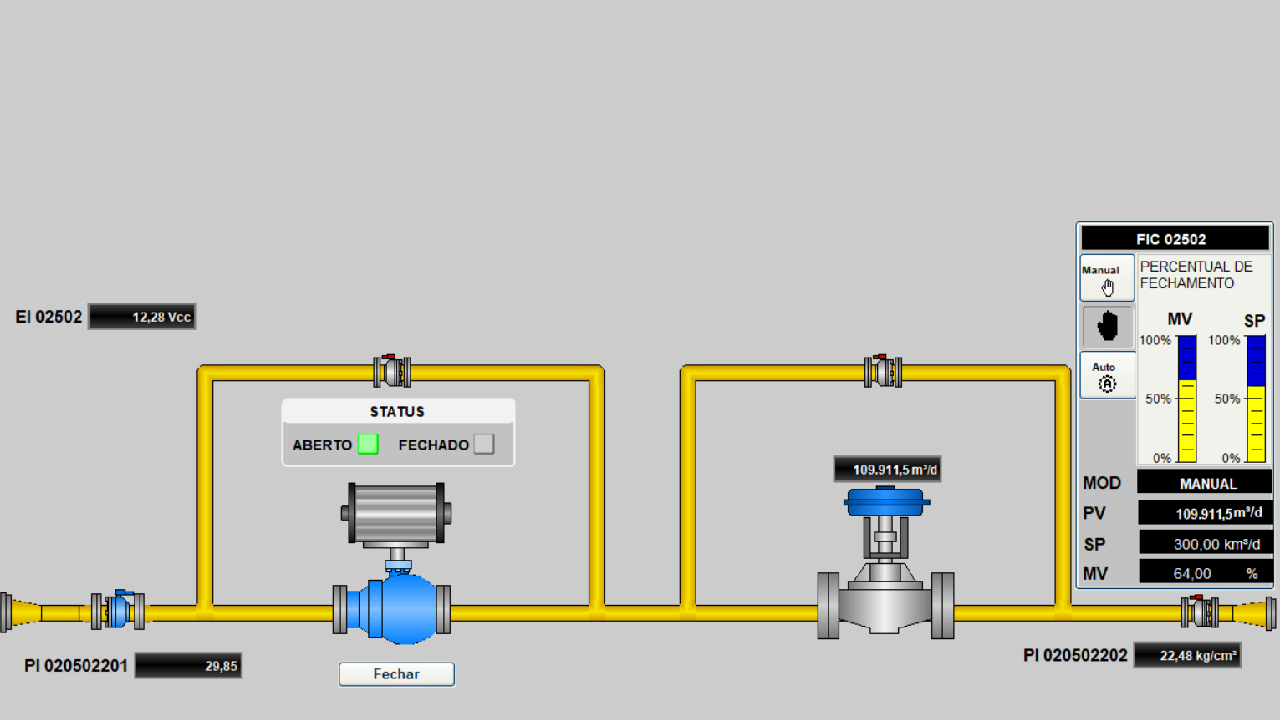 FIC 02502
Manual
PERCENTUAL DE
FECHAMENTO
EI 02502 12,28 Vcc
MV SP
100% 100%
Auto
A
50% 50%
0% 0%
STATUS
ABERTO FECHADO
109.911,5 m³/d
MOD MANUAL
PV 109.911,5 m³/d
SP 300,00 km³/d
MV 64,00 %
PI 020502201 29,85
PI 020502202 22,48 kg/cm²
Fechar